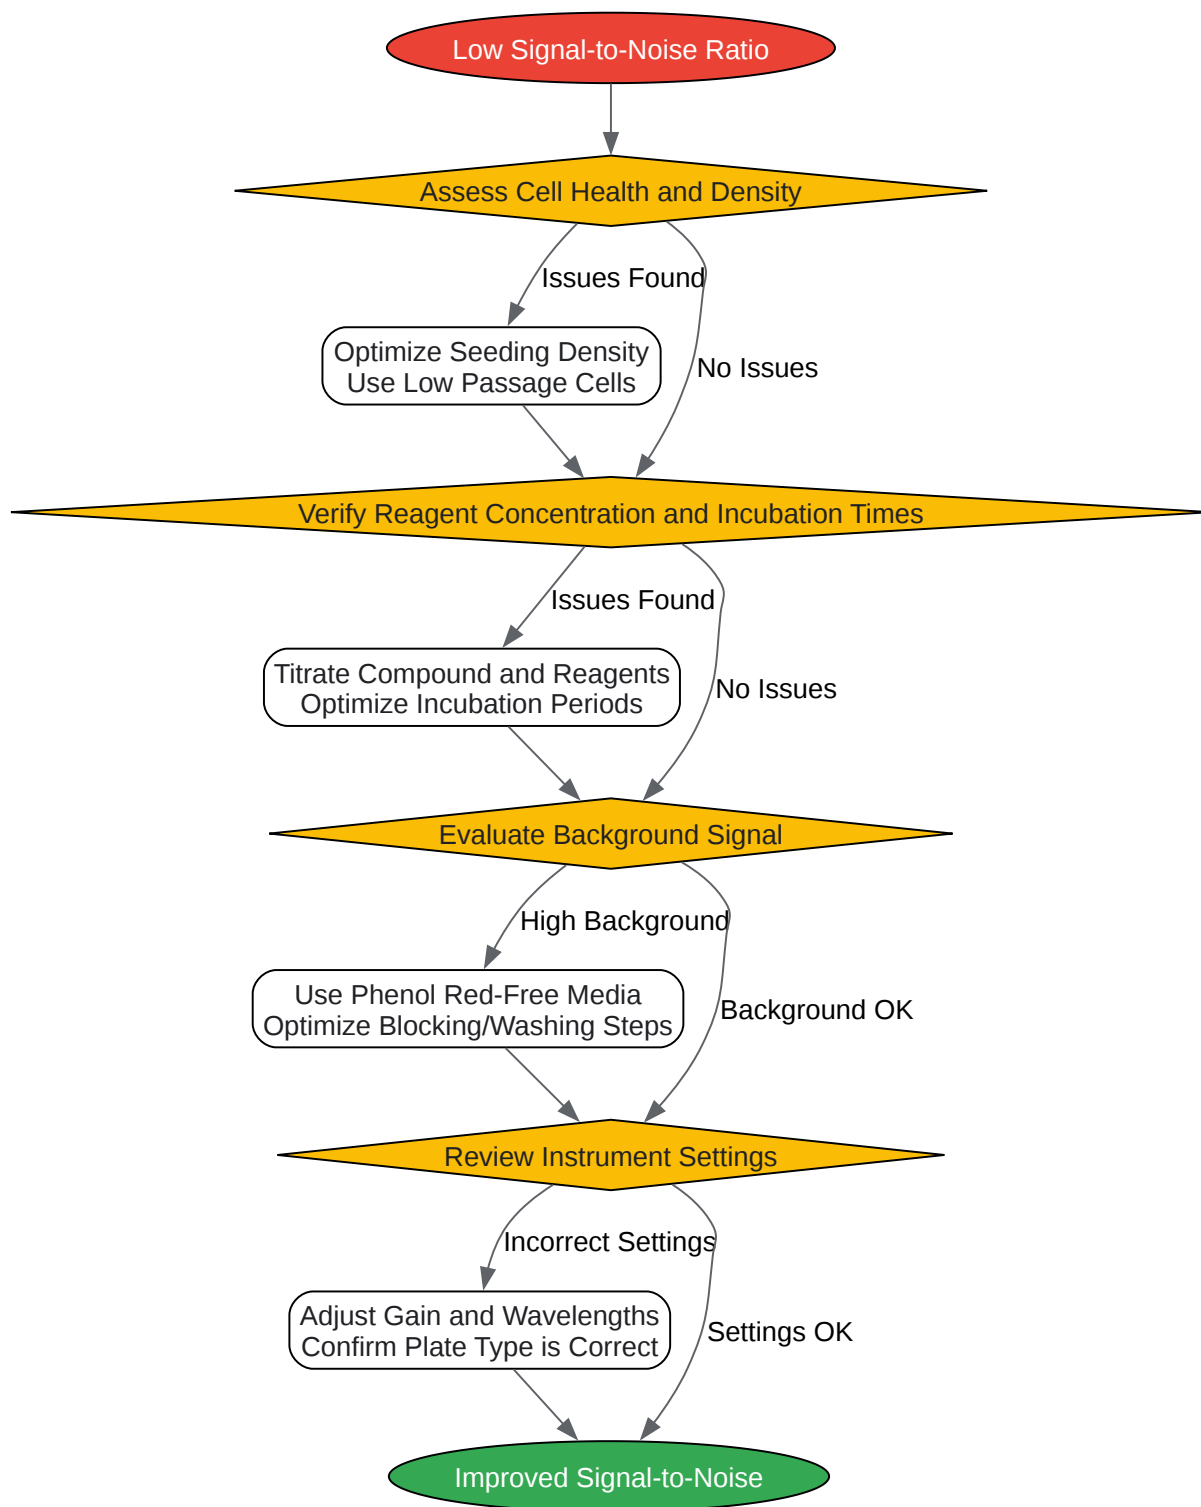 Low Signal-to-Noise Ratio
Assess Cell Health and Density
Issues Found
Optimize Seeding Density
Use Low Passage Cells
No Issues
Verify Reagent Concentration and Incubation Times
Issues Found
Titrate Compound and Reagents
Optimize Incubation Periods
No Issues
Evaluate Background Signal
High Background
Use Phenol Red-Free Media
Optimize Blocking/Washing Steps
Background OK
Review Instrument Settings
Incorrect Settings
Adjust Gain and Wavelengths
Confirm Plate Type is Correct
Settings OK
Improved Signal-to-Noise